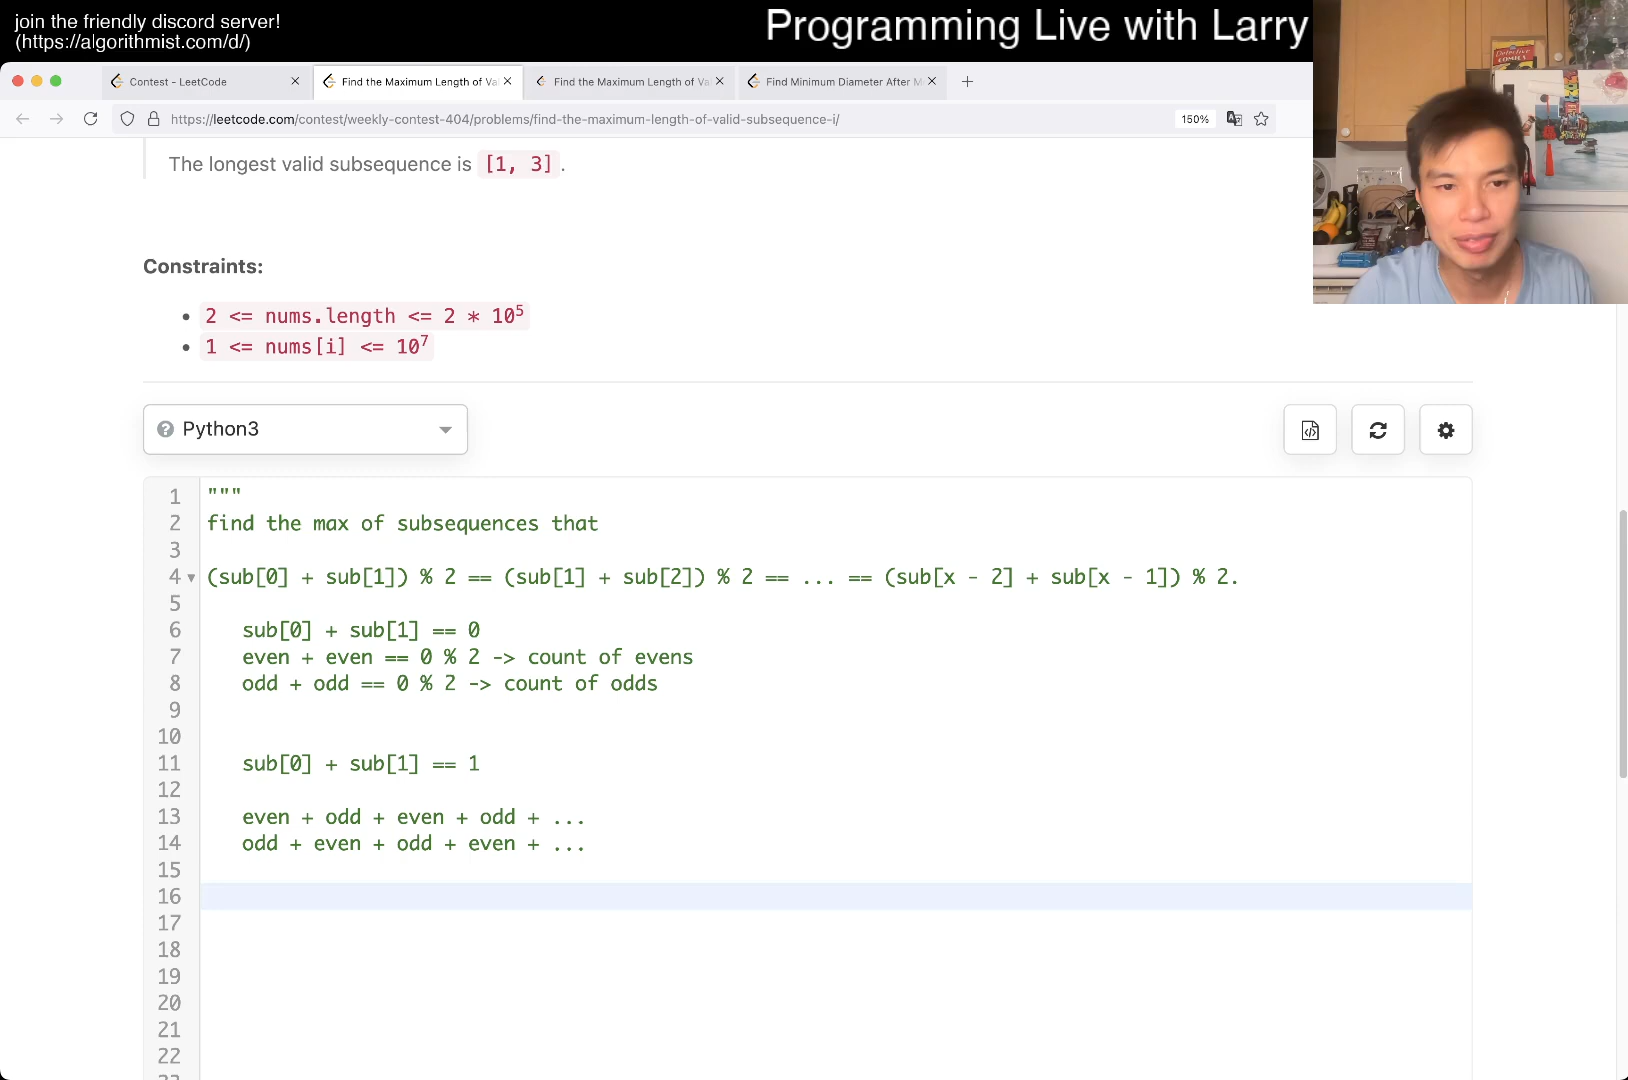 join the friendly discord server!
(https://algorithmist.com/d/)
Programming Live with Larry
Contest - LeetCode
Find the Maximum Length of Va
Find the Maximum Length of Va
Find Minimum Diameter After M
https://leetcode.com/contest/weekly-contest-404/problems/find-the-maximum-length-of-valid-subsequence-i/
150%
The longest valid subsequence is [1, 3] .
Constraints:
2 <= nums.length <= 2 * 10^5
1 <= nums[i] <= 10^7
Python3
1 """
2 find the max of subsequences that
3
4 (sub[0] + sub[1]) % 2 == (sub[1] + sub[2]) % 2 == ... == (sub[x - 2] + sub[x - 1]) % 2.
5
6 sub[0] + sub[1] == 0
7 even + even == 0 % 2 -> count of evens
8 odd + odd == 0 % 2 -> count of odds
9
10
11 sub[0] + sub[1] == 1
12
13 even + odd + even + odd + ...
14 odd + even + odd + even + ...
15
16
17
18
19
20
21
22